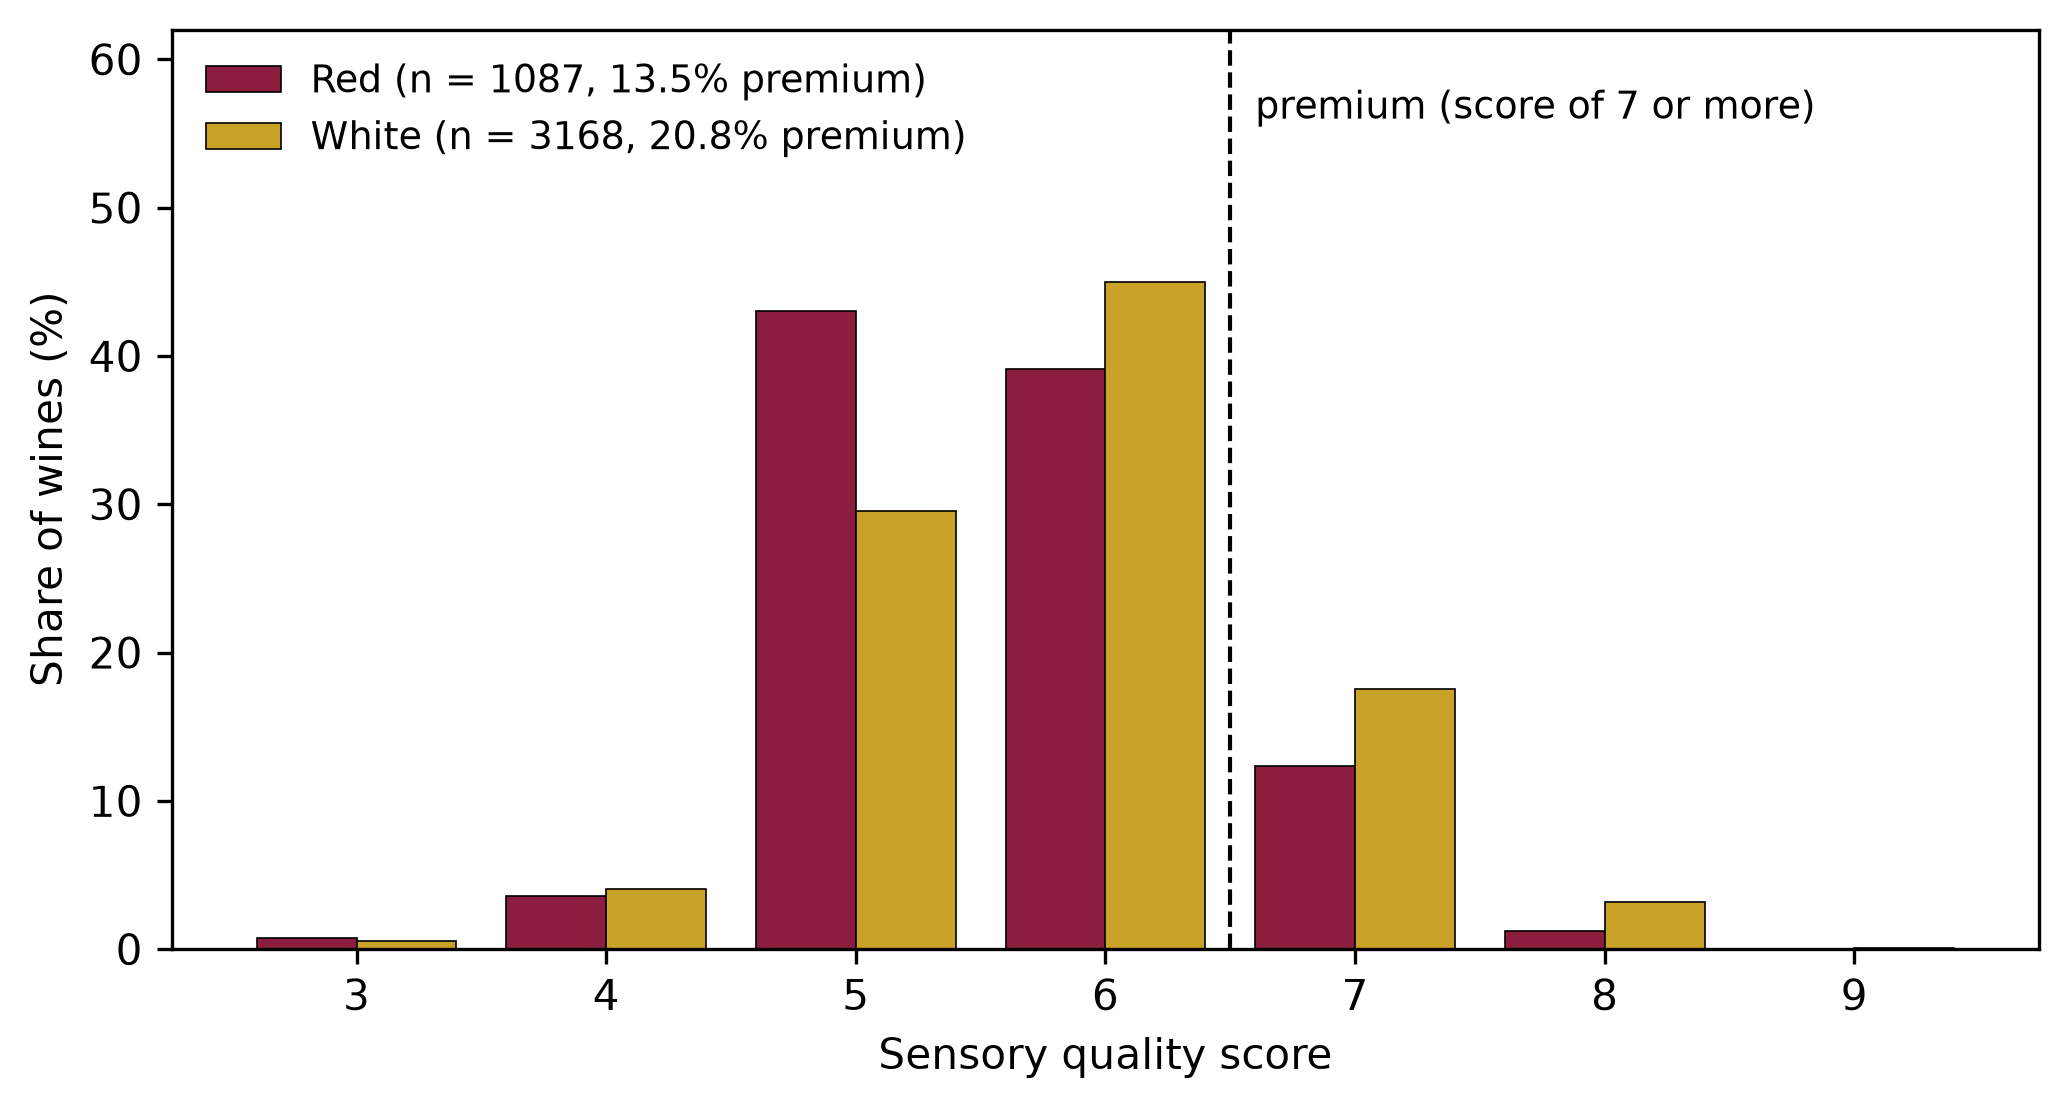 Red (n = 1087, 13.5% premium)
White (n = 3168, 20.8% premium)
premium (score of 7 or more)
Share of wines (%)
60
50
40
30
20
10
0
3 4 5 6 7 8 9
Sensory quality score